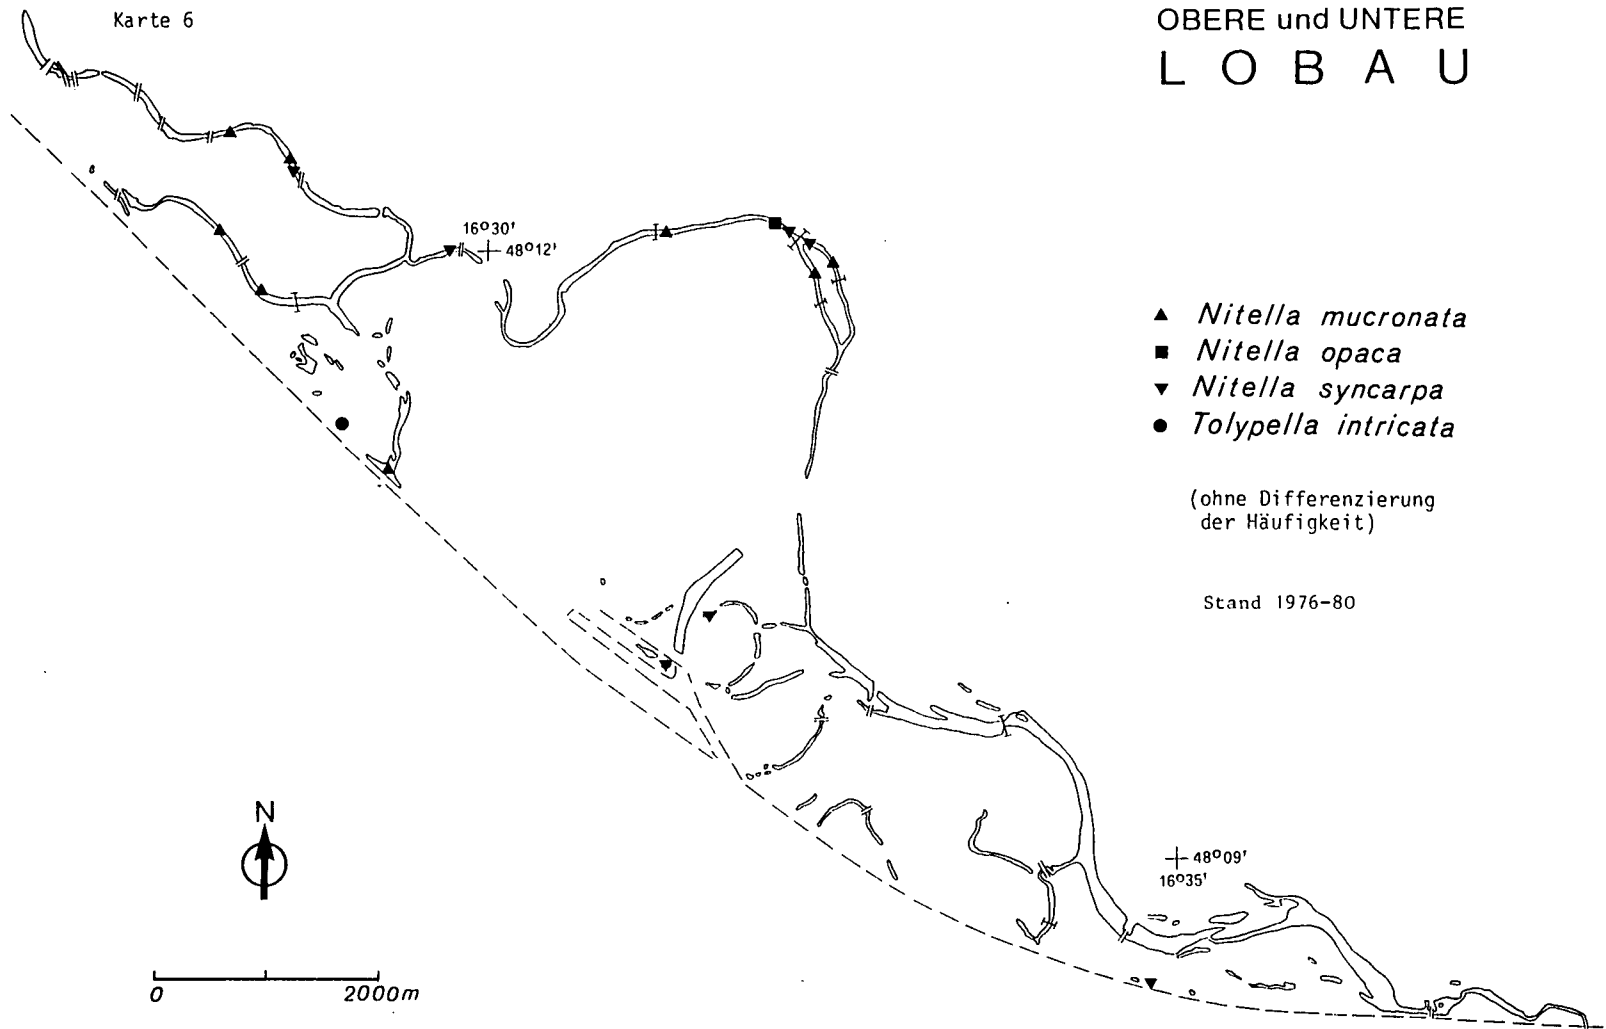 Karte 6
OBERE und UNTERE
LOBAU
16°30'
48°12'
Nitella mucronata
Nitella opaca
Nitella syncarpa
Tolypella intricata
(ohne Differenzierung
der Häufigkeit)
Stand 1976-80
N
48°09'
16°35'
0 2000m